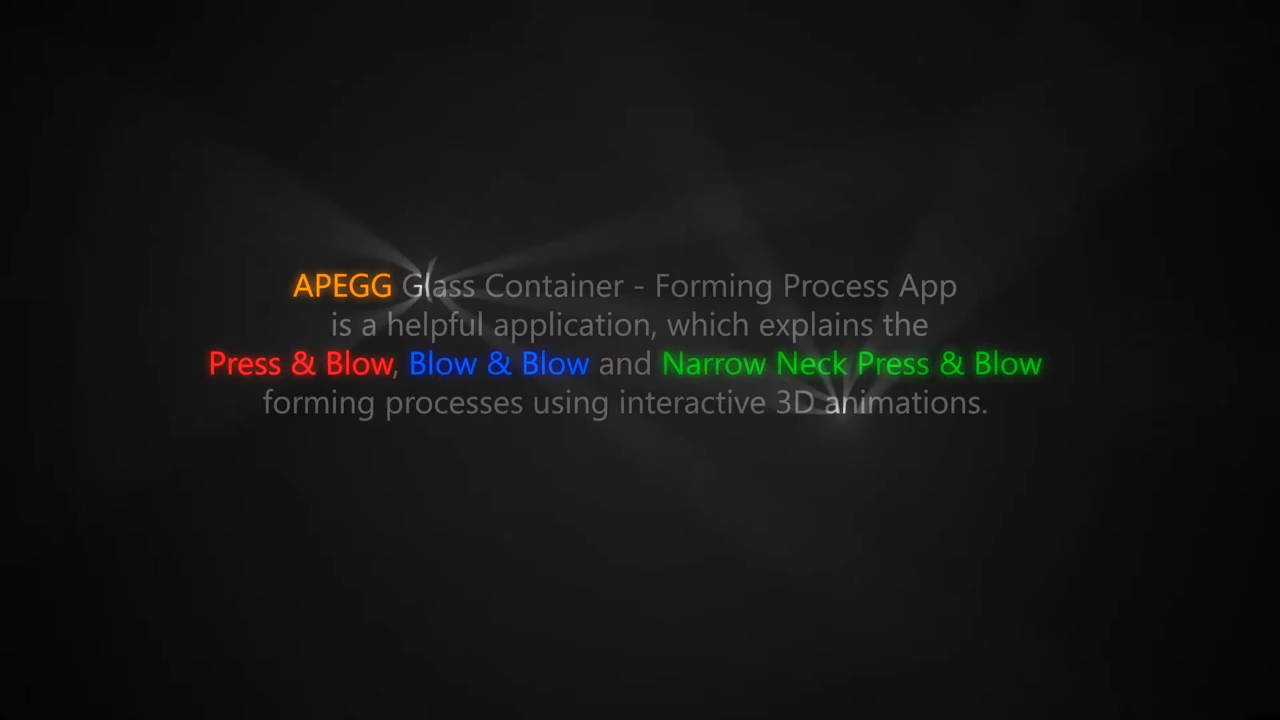 APEGG Glass Container - Forming Process App
is a helpful application, which explains the
Press & Blow, Blow & Blow and Narrow Neck Press & Blow
forming processes using interactive 3D animations.